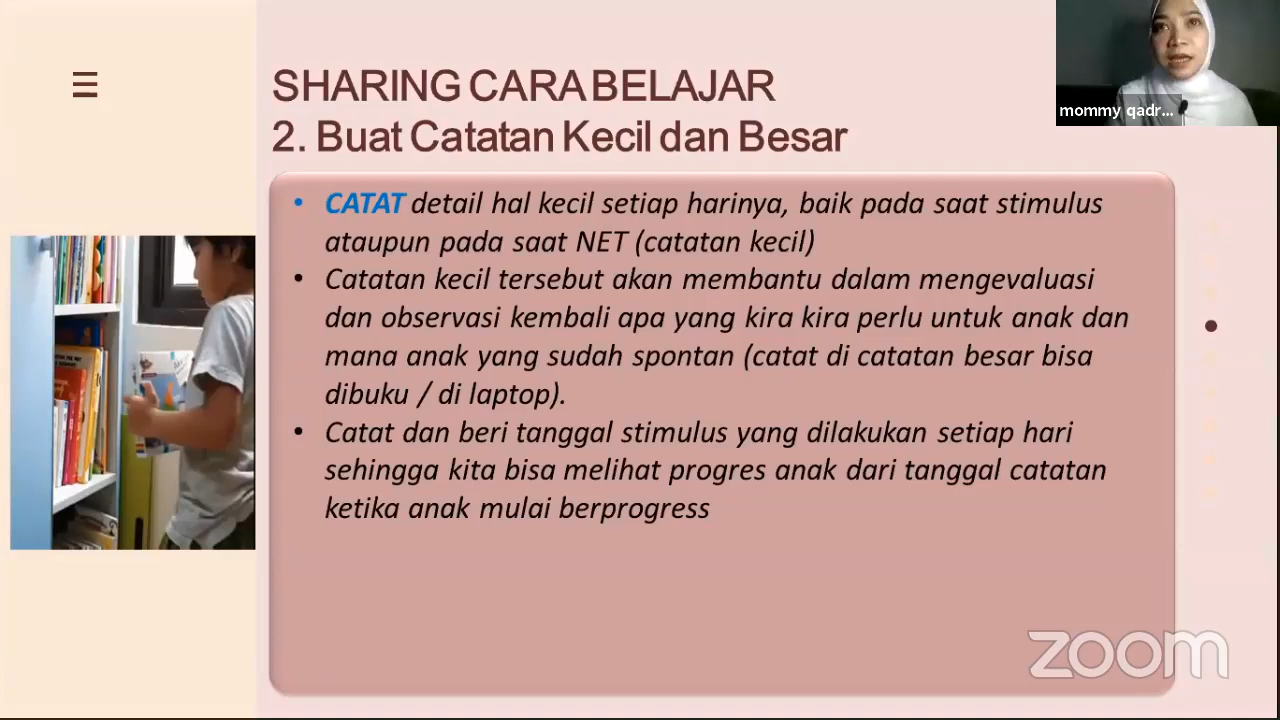 SHARING CARA BELAJAR
2. Buat Catatan Kecil dan Besar
mommy qadr...
• CATAT detail hal kecil setiap harinya, baik pada saat stimulus
ataupun pada saat NET (catatan kecil)
• Catatan kecil tersebut akan membantu dalam mengevaluasi
dan observasi kembali apa yang kira kira perlu untuk anak dan
mana anak yang sudah spontan (catat di catatan besar bisa
dibuku / di laptop).
• Catat dan beri tanggal stimulus yang dilakukan setiap hari
sehingga kita bisa melihat progres anak dari tanggal catatan
ketika anak mulai berprogress
zoom